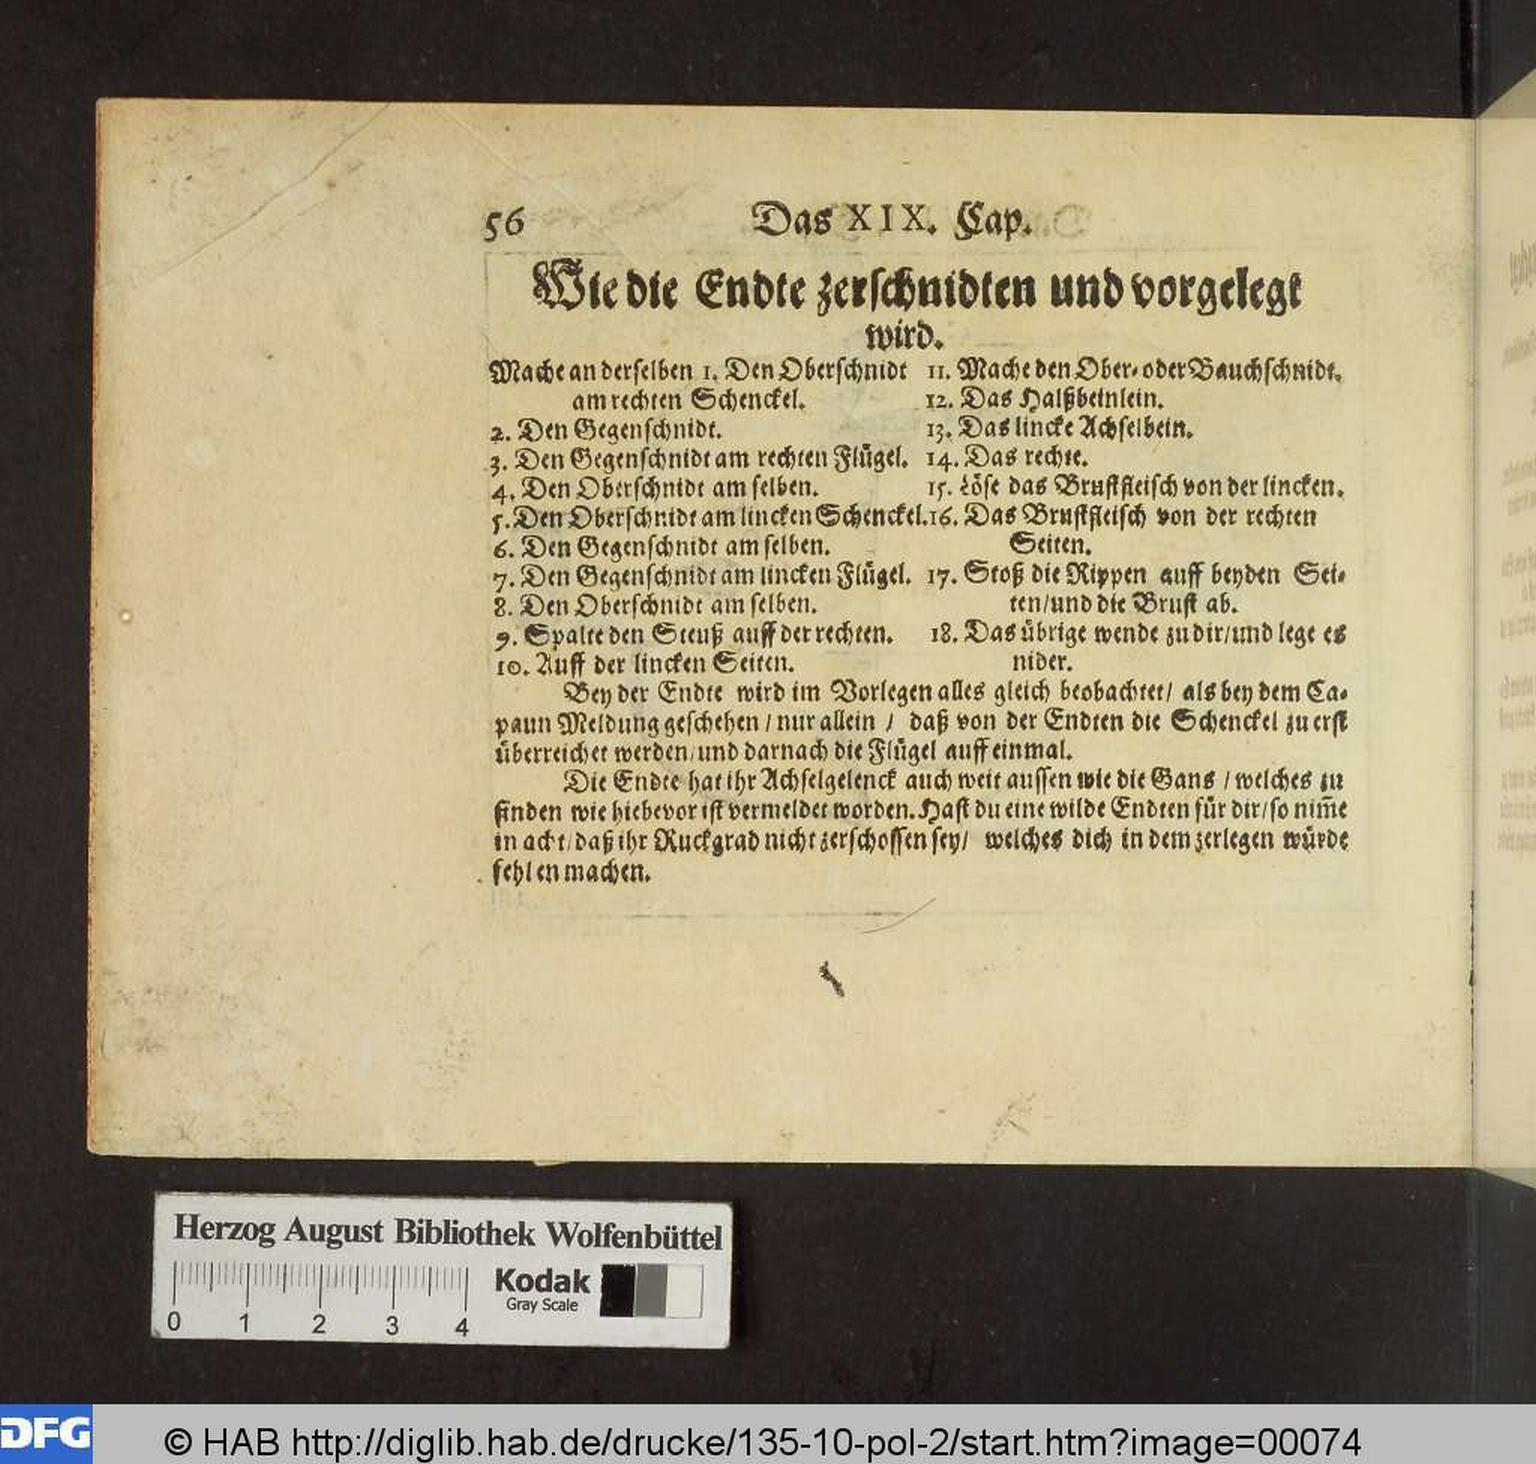 56 Das XIX. Cap.
Wie die Endte zerschnidten und vorgelegt
wird.
Mache an derselben 1. Den Oberschnidt
am rechten Schenckel.
2. Den Gegenschnidt.
3. Den Gegenschnidt am rechten Flügel.
4. Den Oberschnidt am selben.
5. Den Oberschnidt am lincken Schenckel.
6. Den Gegenschnidt am selben.
7. Den Gegenschnidt am lincken Flügel.
8. Den Oberschnidt am selben.
9. Spalte den Steuß auff der rechten.
10. Auff der lincken Seiten.
11. Mache den Ober- oder Bauchschnidt.
12. Das Halßbeinlein.
13. Das lincke Achselbein.
14. Das rechte.
15. Löse das Brustfleisch von der lincken.
16. Das Brustfleisch von der rechten
Seiten.
17. Stoß die Rippen auff beyden Sei-
ten/und die Brust ab.
18. Das übrige wende zu dir/und lege es
nider.
Bey der Endte wird im Vorlegen alles gleich beobachtet/ als bey dem Ca-
paun Meldung geschehen / nur allein / daß von der Endten die Schenckel zu erst
überreichet werden/und darnach die Flügel auff einmal.
Die Endte hat ihr Achselgelenck auch weit aussen wie die Gans / welches zu
finden wie hiebevor ist vermeldet worden. Hast du eine wilde Endten für dir/so nim̃e
in acht/daß ihr Ruckgrad nicht zerschossen sey/ welches dich in dem zerlegen würde
fehlen machen.
Herzog August Bibliothek Wolfenbüttel
Kodak
Gray Scale
0 1 2 3 4
DFG
© HAB http://diglib.hab.de/drucke/135-10-pol-2/start.htm?image=00074